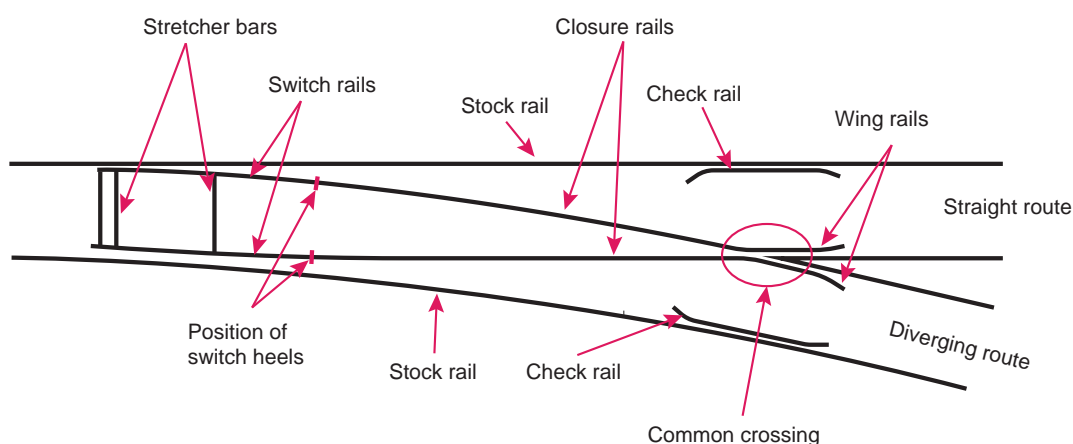 Stretcher bars
Closure rails
Switch rails
Stock rail
Check rail
Wing rails
Straight route
Position of
switch heels
Stock rail
Check rail
Diverging route
Common crossing